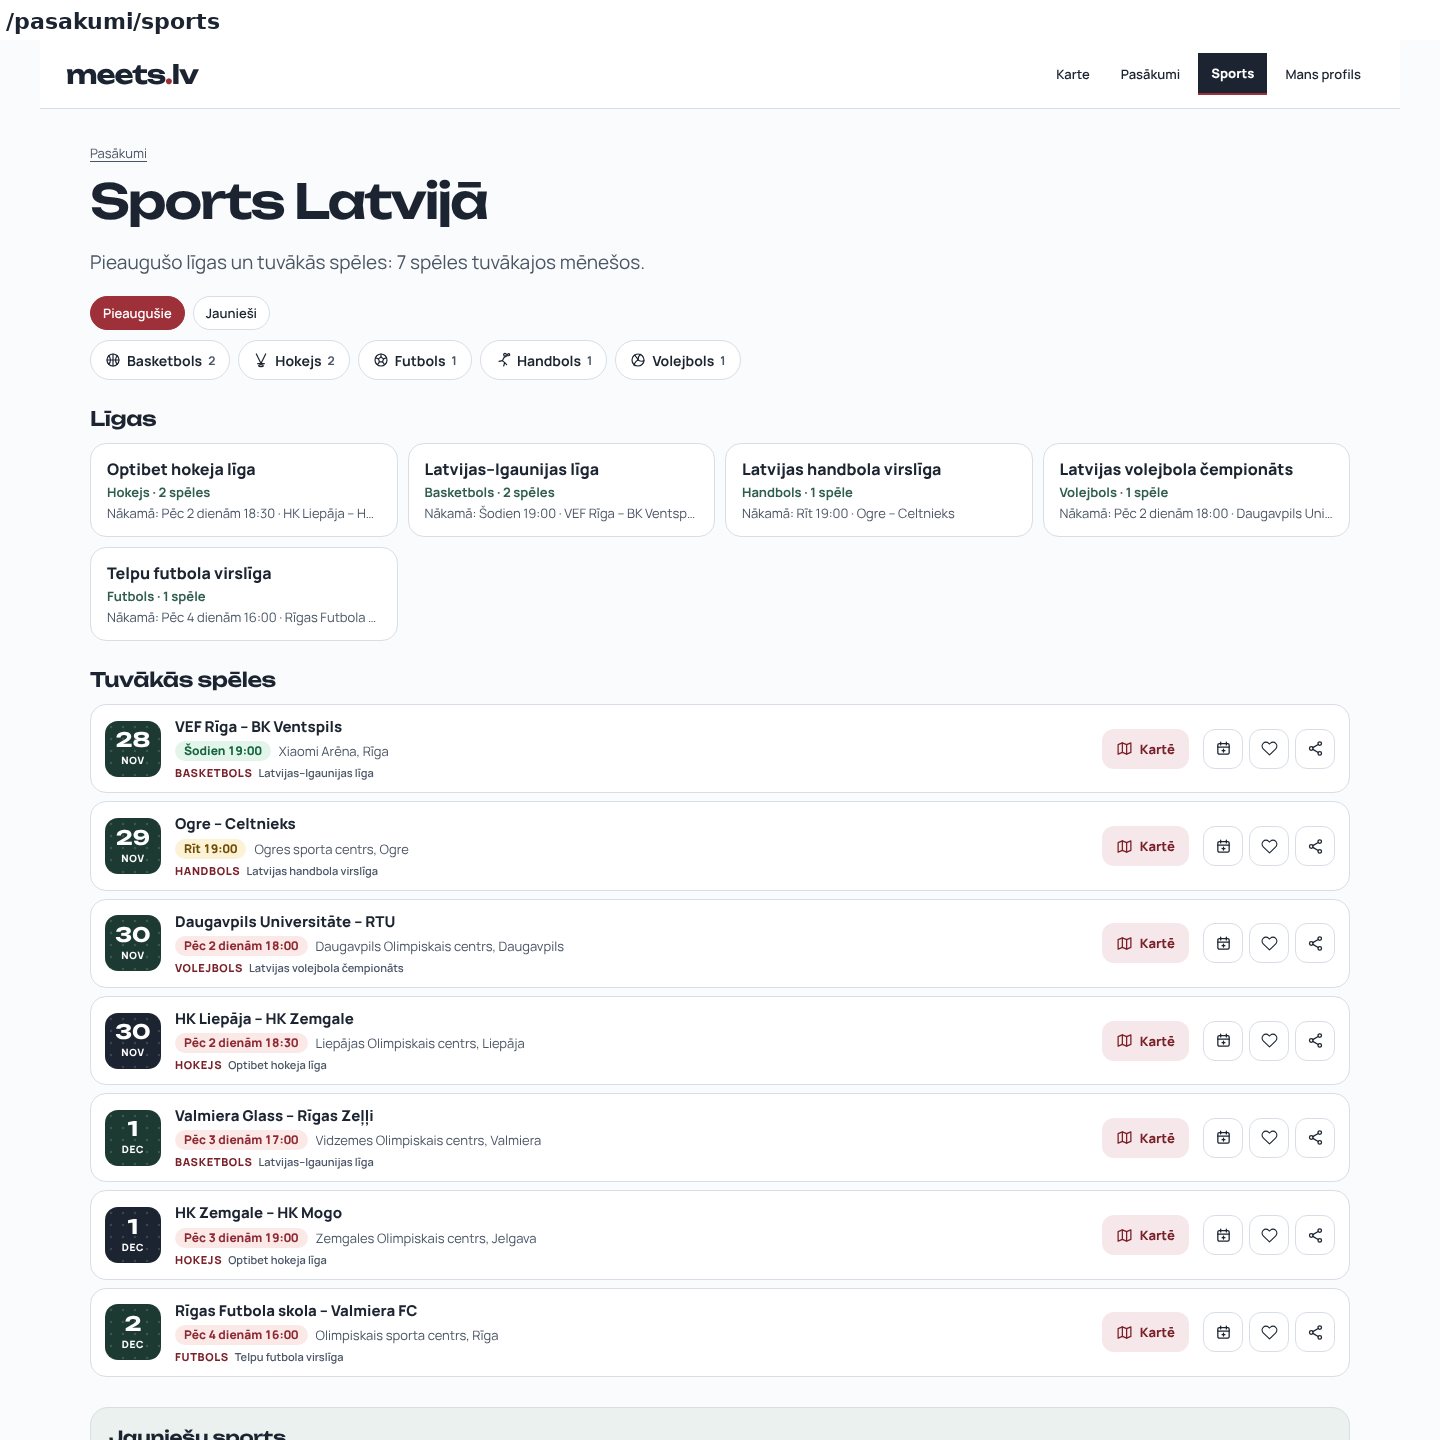 /pasakumi/sports
meets.lv
Karte Pasākumi Sports Mans profils
Pasākumi
Sports Latvijā
Pieaugušo līgas un tuvākās spēles: 7 spēles tuvākajos mēnešos.
Pieaugušie Jaunieši
Basketbols 2 Hokejs 2 Futbols 1 Handbols 1 Volejbols 1
Līgas
Optibet hokeja līga
Hokejs · 2 spēles
Nākamā: Pēc 2 dienām 18:30 · HK Liepāja – H...
Latvijas–Igaunijas līga
Basketbols · 2 spēles
Nākamā: Šodien 19:00 · VEF Rīga – BK Ventsp...
Latvijas handbola virslīga
Handbols · 1 spēle
Nākamā: Rīt 19:00 · Ogre – Celtnieks
Latvijas volejbola čempionāts
Volejbols · 1 spēle
Nākamā: Pēc 2 dienām 18:00 · Daugavpils Uni...
Telpu futbola virslīga
Futbols · 1 spēle
Nākamā: Pēc 4 dienām 16:00 · Rīgas Futbola ...
Tuvākās spēles
28 NOV
VEF Rīga – BK Ventspils
Šodien 19:00 Xiaomi Arēna, Rīga
BASKETBOLS Latvijas–Igaunijas līga
Kartē
29 NOV
Ogre – Celtnieks
Rīt 19:00 Ogres sporta centrs, Ogre
HANDBOLS Latvijas handbola virslīga
Kartē
30 NOV
Daugavpils Universitāte – RTU
Pēc 2 dienām 18:00 Daugavpils Olimpiskais centrs, Daugavpils
VOLEJBOLS Latvijas volejbola čempionāts
Kartē
30 NOV
HK Liepāja – HK Zemgale
Pēc 2 dienām 18:30 Liepājas Olimpiskais centrs, Liepāja
HOKEJS Optibet hokeja līga
Kartē
1 DEC
Valmiera Glass – Rīgas Zeļļi
Pēc 3 dienām 17:00 Vidzemes Olimpiskais centrs, Valmiera
BASKETBOLS Latvijas–Igaunijas līga
Kartē
1 DEC
HK Zemgale – HK Mogo
Pēc 3 dienām 19:00 Zemgales Olimpiskais centrs, Jelgava
HOKEJS Optibet hokeja līga
Kartē
2 DEC
Rīgas Futbola skola – Valmiera FC
Pēc 4 dienām 16:00 Olimpiskais sporta centrs, Rīga
FUTBOLS Telpu futbola virslīga
Kartē
Jauniešu sports